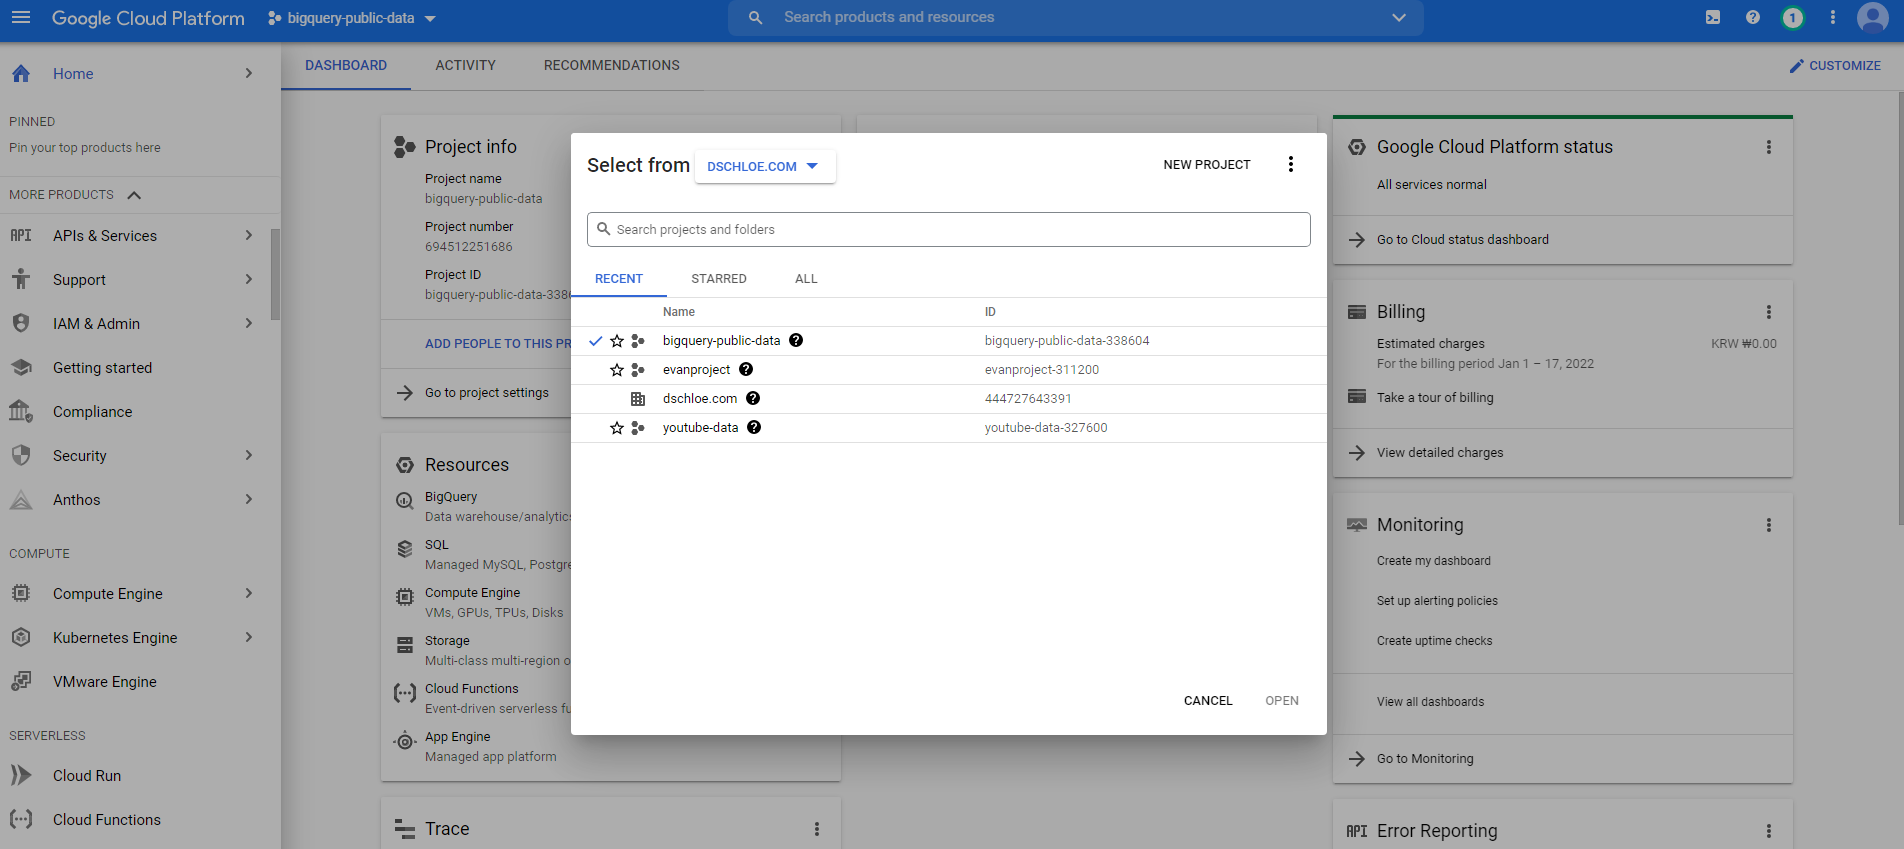 Google Cloud Platform
bigquery-public-data
Search products and resources
1
Home
PINNED
Pin your top products here
MORE PRODUCTS
API APIs & Services
Support
IAM & Admin
Getting started
Compliance
Security
Anthos
COMPUTE
Compute Engine
Kubernetes Engine
VMware Engine
SERVERLESS
Cloud Run
Cloud Functions
DASHBOARD
ACTIVITY
RECOMMENDATIONS
CUSTOMIZE
Project info
Project name
bigquery-public-data
Project number
694512251686
Project ID
bigquery-public-data-338
ADD PEOPLE TO THIS PR
Go to project settings
Resources
BigQuery
Data warehouse/analytics
SQL
Managed MySQL, Postgre
Compute Engine
VMs, GPUs, TPUs, Disks
Storage
Multi-class multi-region o
Cloud Functions
Event-driven serverless fu
App Engine
Managed app platform
Trace
Select from DSCHLOE.COM
NEW PROJECT
Search projects and folders
RECENT
STARRED
ALL
Name ID
bigquery-public-data bigquery-public-data-338604
evanproject evanproject-311200
dschloe.com 444727643391
youtube-data youtube-data-327600
CANCEL
OPEN
Google Cloud Platform status
All services normal
Go to Cloud status dashboard
Billing
Estimated charges KRW ₩0.00
For the billing period Jan 1 – 17, 2022
Take a tour of billing
View detailed charges
Monitoring
Create my dashboard
Set up alerting policies
Create uptime checks
View all dashboards
Go to Monitoring
API Error Reporting